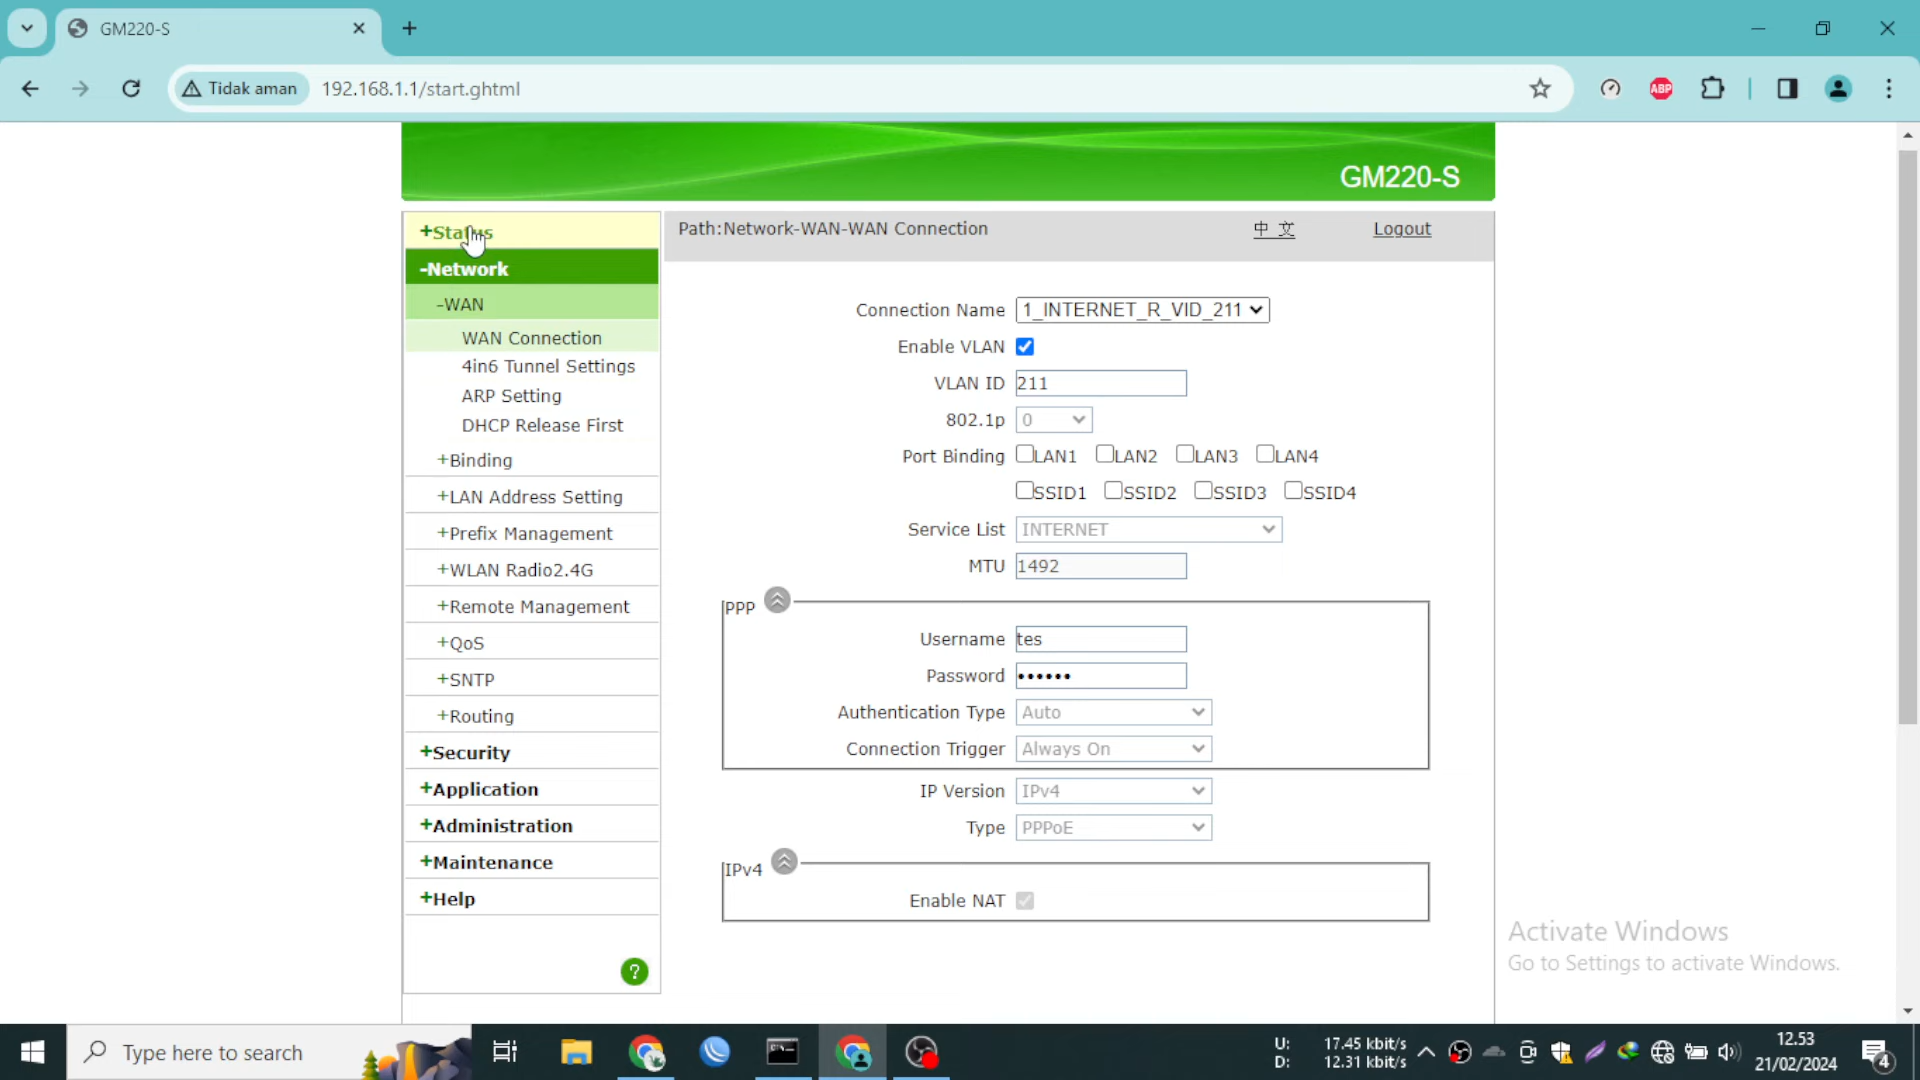 GM220-S
Tidak aman
192.168.1.1/start.ghtml
ABP
GM220-S
+Status
-Network
-WAN
WAN Connection
4in6 Tunnel Settings
ARP Setting
DHCP Release First
+Binding
+LAN Address Setting
+Prefix Management
+WLAN Radio2.4G
+Remote Management
+QoS
+SNTP
+Routing
+Security
+Application
+Administration
+Maintenance
+Help
?
Path:Network-WAN-WAN Connection
中 文
Logout
Connection Name 1_INTERNET_R_VID_211
Enable VLAN
VLAN ID 211
802.1p 0
Port Binding LAN1 LAN2 LAN3 LAN4
SSID1 SSID2 SSID3 SSID4
Service List INTERNET
MTU 1492
PPP
Username tes
Password ••••••
Authentication Type Auto
Connection Trigger Always On
IP Version IPv4
Type PPPoE
IPv4
Enable NAT
Activate Windows
Go to Settings to activate Windows.
Type here to search
U: 17.45 kbit/s
D: 12.31 kbit/s
12.53
21/02/2024
4